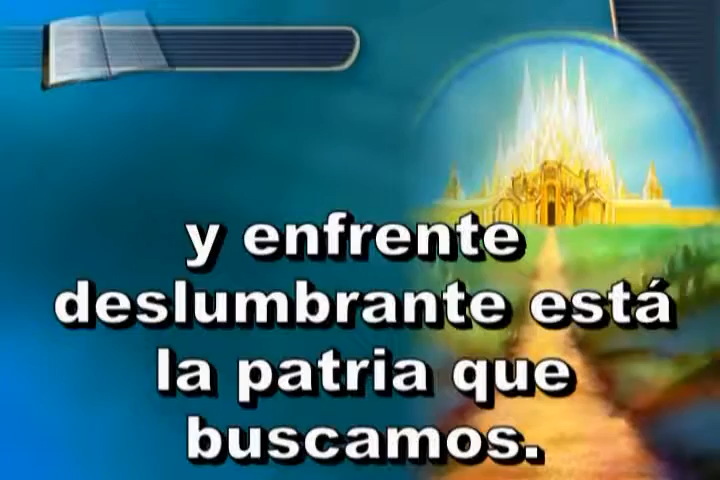 y enfrente
deslumbrante está
la patria que
buscamos.